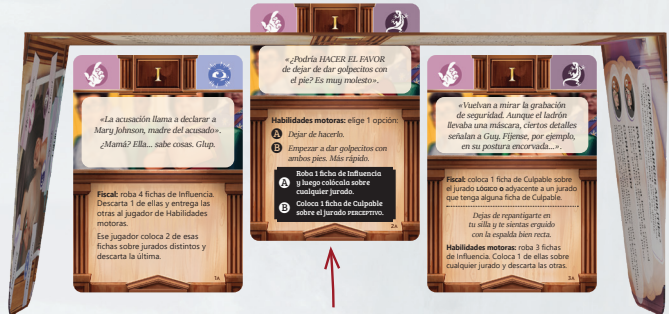 I
«La acusación llama a declarar a
Mary Johnson, madre del acusado».
¿Mamá? Ella... sabe cosas. Glup.
Fiscal: roba 4 fichas de Influencia.
Descarta 1 de ellas y entrega las
otras al jugador de Habilidades
motoras.
Ese jugador coloca 2 de esas
fichas sobre jurados distintos y
descarta la última.
1A
I
«¿Podría HACER EL FAVOR
de dejar de dar golpecitos con
el pie? Es muy molesto».
Habilidades motoras: elige 1 opción:
A Dejar de hacerlo.
B Empezar a dar golpecitos con
ambos pies. Más rápido.
A Roba 1 ficha de Influencia
y luego colócala sobre
cualquier jurado.
B Coloca 1 ficha de Culpable
sobre el jurado PERCEPTIVO.
2A
I
«Vuelvan a mirar la grabación
de seguridad. Aunque el ladrón
llevaba una máscara, ciertos detalles
señalan a Guy. Fíjense, por ejemplo,
en su postura encorvada...».
Fiscal: coloca 1 ficha de Culpable sobre
el jurado LÓGICO o adyacente a un jurado
que tenga alguna ficha de Culpable.
Dejas de repantigarte en
tu silla y te sientas erguido
con la espalda bien recta.
Habilidades motoras: roba 3 fichas
de Influencia. Coloca 1 de ellas sobre
cualquier jurado y descarta las otras.
3A